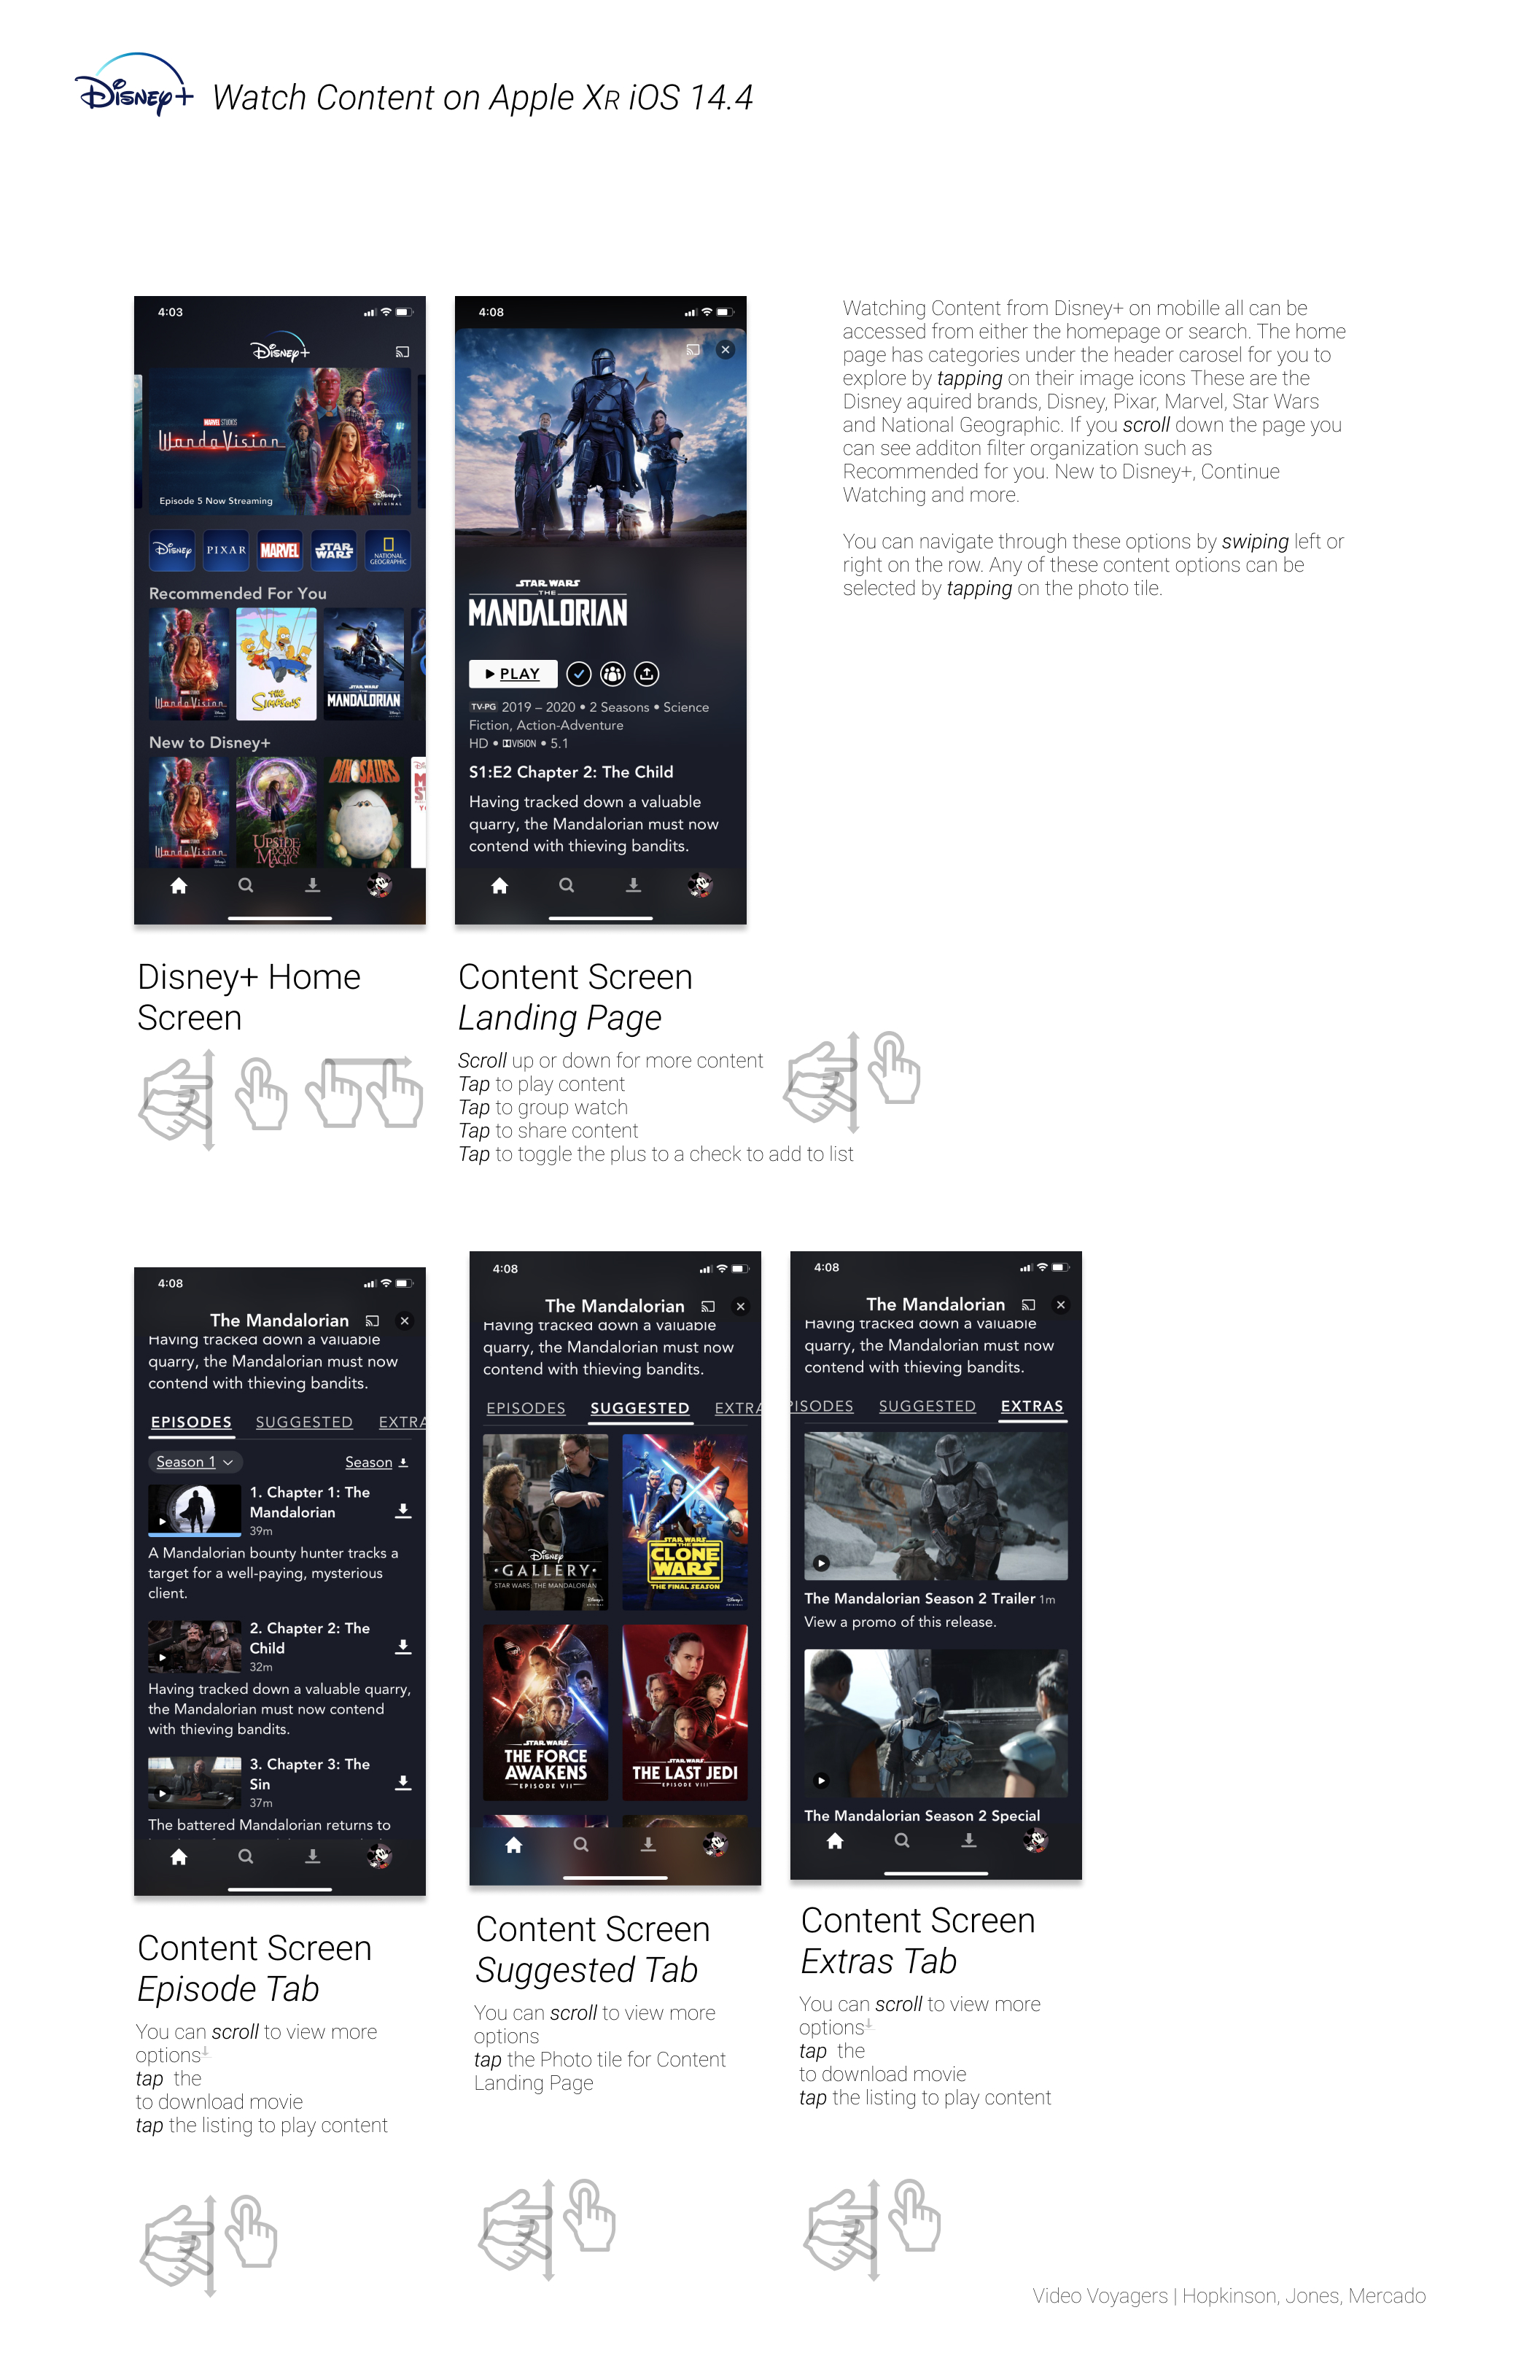 Disney+ Watch Content on Apple XR iOS 14.4
4:03
Disney+
MARVEL STUDIOS
WandaVision
Episode 5 Now Streaming
Disney+
ORIGINAL
Disney PIXAR MARVEL STAR WARS NATIONAL GEOGRAPHIC
Recommended For You
WandaVision
THE SIMPSONS
STAR WARS
MANDALORIAN
New to Disney+
WandaVision
UPSIDE-DOWN MAGIC
DINOSAURS
Disney+ Home
Screen
4:08
STAR WARS
THE
MANDALORIAN
PLAY
TV-PG 2019 – 2020 • 2 Seasons • Science
Fiction, Action-Adventure
HD • VISION • 5.1
S1:E2 Chapter 2: The Child
Having tracked down a valuable
quarry, the Mandalorian must now
contend with thieving bandits.
Content Screen
Landing Page
Scroll up or down for more content
Tap to play content
Tap to group watch
Tap to share content
Tap to toggle the plus to a check to add to list
Watching Content from Disney+ on mobille all can be
accessed from either the homepage or search. The home
page has categories under the header carosel for you to
explore by tapping on their image icons These are the
Disney aquired brands, Disney, Pixar, Marvel, Star Wars
and National Geographic. If you scroll down the page you
can see additon filter organization such as
Recommended for you. New to Disney+, Continue
Watching and more.
You can navigate through these options by swiping left or
right on the row. Any of these content options can be
selected by tapping on the photo tile.
4:08
The Mandalorian
Having tracked down a valuable
quarry, the Mandalorian must now
contend with thieving bandits.
EPISODES SUGGESTED EXTRA
Season 1 Season
1. Chapter 1: The
Mandalorian
39m
A Mandalorian bounty hunter tracks a
target for a well-paying, mysterious
client.
2. Chapter 2: The
Child
32m
Having tracked down a valuable quarry,
the Mandalorian must now contend
with thieving bandits.
3. Chapter 3: The
Sin
37m
The battered Mandalorian returns to
Content Screen
Episode Tab
You can scroll to view more
options
tap the
to download movie
tap the listing to play content
4:08
The Mandalorian
Having tracked down a valuable
quarry, the Mandalorian must now
contend with thieving bandits.
EPISODES SUGGESTED EXTRA
Disney
•GALLERY•
STAR WARS: THE MANDALORIAN
STAR WARS
THE
CLONE
WARS
THE FINAL SEASON
STAR WARS
THE FORCE
AWAKENS
EPISODE VII
STAR WARS
THE LAST JEDI
EPISODE VIII
Content Screen
Suggested Tab
You can scroll to view more
options
tap the Photo tile for Content
Landing Page
4:08
The Mandalorian
Having tracked down a valuable
quarry, the Mandalorian must now
contend with thieving bandits.
PISODES SUGGESTED EXTRAS
The Mandalorian Season 2 Trailer 1m
View a promo of this release.
The Mandalorian Season 2 Special
Content Screen
Extras Tab
You can scroll to view more
options
tap the
to download movie
tap the listing to play content
Video Voyagers | Hopkinson, Jones, Mercado